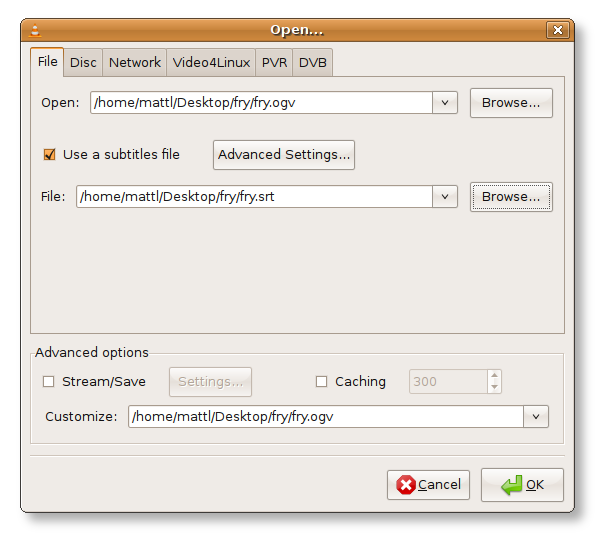 Open...
File Disc Network Video4Linux PVR DVB
Open: /home/mattl/Desktop/fry/fry.ogv Browse...
Use a subtitles file Advanced Settings...
File: /home/mattl/Desktop/fry/fry.srt Browse...
Advanced options
Stream/Save Settings... Caching 300
Customize: /home/mattl/Desktop/fry/fry.ogv
Cancel OK